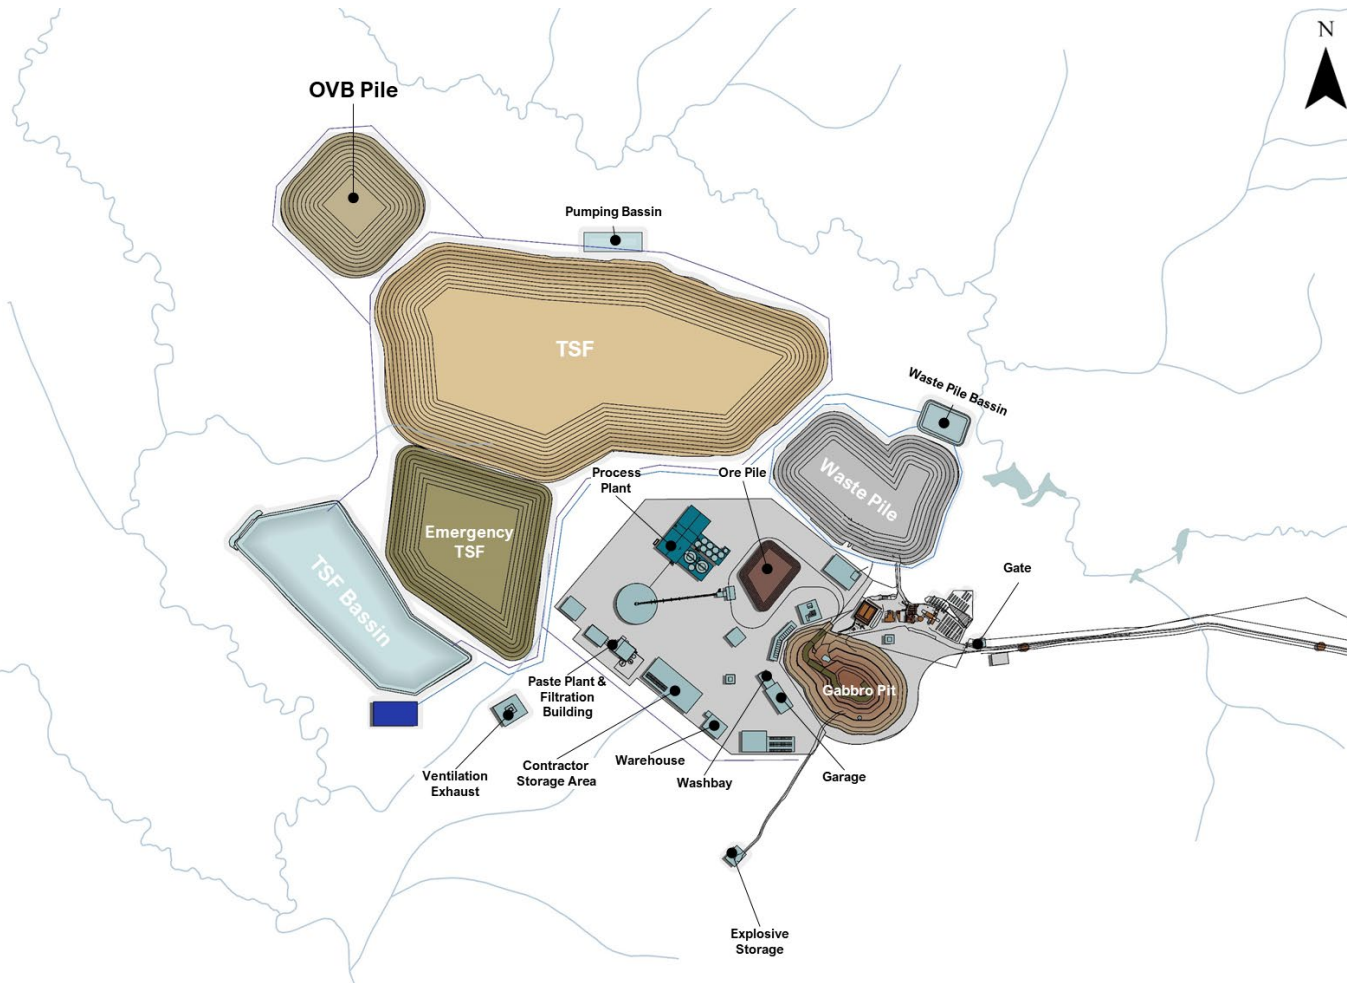 N
OVB Pile
Pumping Bassin
TSF
Waste Pile Bassin
Process
Plant
Ore Pile
Waste Pile
Emergency
TSF
TSF Bassin
Gate
Paste Plant &
Filtration
Building
Gabbro Pit
Ventilation
Exhaust
Contractor
Storage Area
Warehouse
Washbay
Garage
Explosive
Storage